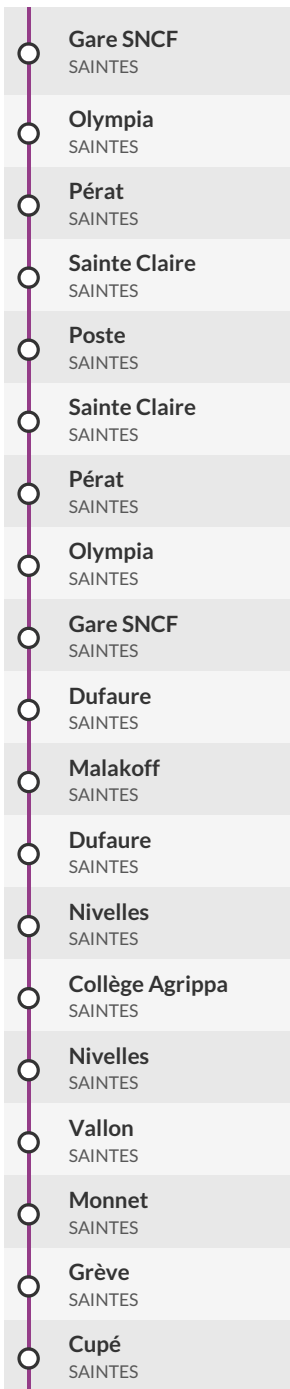 Gare SNCF
SAINTES
Olympia
SAINTES
Pérat
SAINTES
Sainte Claire
SAINTES
Poste
SAINTES
Sainte Claire
SAINTES
Pérat
SAINTES
Olympia
SAINTES
Gare SNCF
SAINTES
Dufaure
SAINTES
Malakoff
SAINTES
Dufaure
SAINTES
Nivelles
SAINTES
Collège Agrippa
SAINTES
Nivelles
SAINTES
Vallon
SAINTES
Monnet
SAINTES
Grève
SAINTES
Cupé
SAINTES